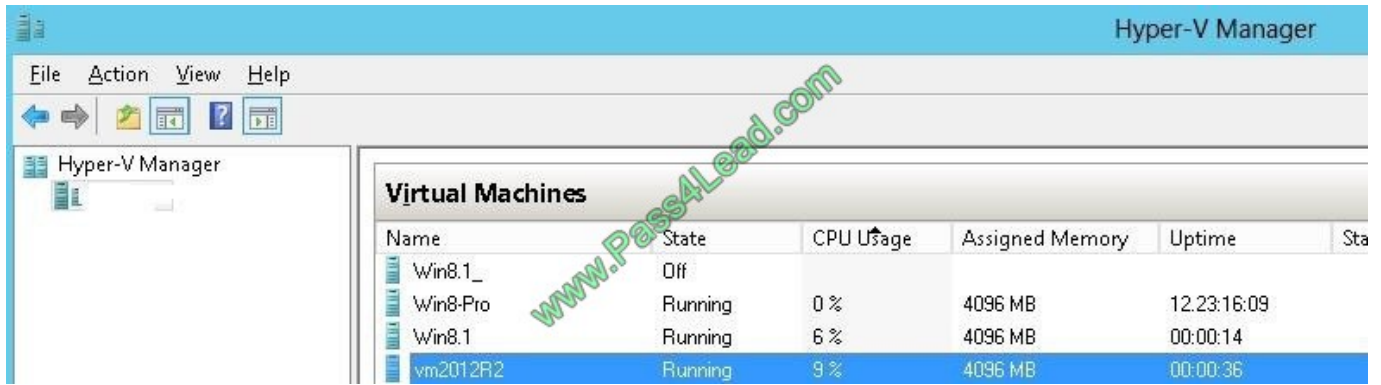 Hyper-V Manager
File Action View Help
Hyper-V Manager
Virtual Machines
Name State CPU Usage Assigned Memory Uptime Sta
Win8.1_ Off
Win8-Pro Running 0 % 4096 MB 12.23:16:09
Win8.1 Running 6 % 4096 MB 00:00:14
vm2012R2 Running 9 % 4096 MB 00:00:36
www.Pass4Lead.com